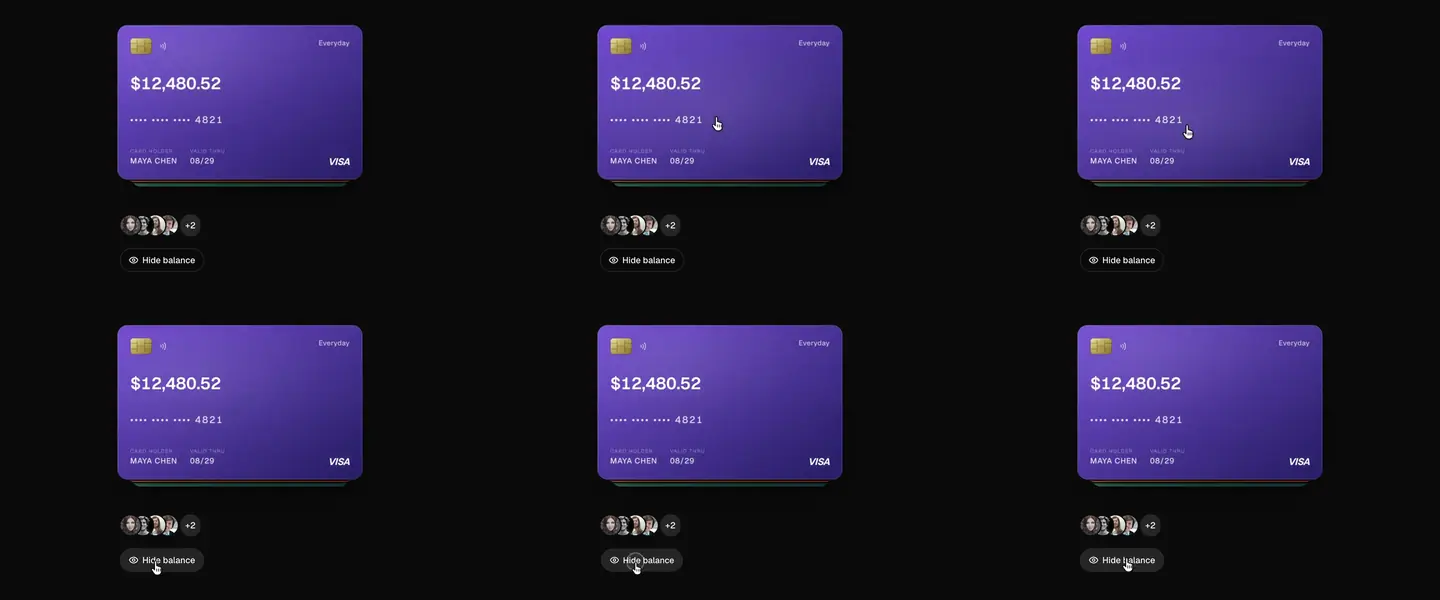 Everyday
$12,480.52
•••• •••• •••• 4821
CARD HOLDER VALID THRU
MAYA CHEN 08/29 VISA
+2
Hide balance
Everyday
$12,480.52
•••• •••• •••• 4821
CARD HOLDER VALID THRU
MAYA CHEN 08/29 VISA
+2
Hide balance
Everyday
$12,480.52
•••• •••• •••• 4821
CARD HOLDER VALID THRU
MAYA CHEN 08/29 VISA
+2
Hide balance
Everyday
$12,480.52
•••• •••• •••• 4821
CARD HOLDER VALID THRU
MAYA CHEN 08/29 VISA
+2
Hide balance
Everyday
$12,480.52
•••• •••• •••• 4821
CARD HOLDER VALID THRU
MAYA CHEN 08/29 VISA
+2
Hide balance
Everyday
$12,480.52
•••• •••• •••• 4821
CARD HOLDER VALID THRU
MAYA CHEN 08/29 VISA
+2
Hide balance